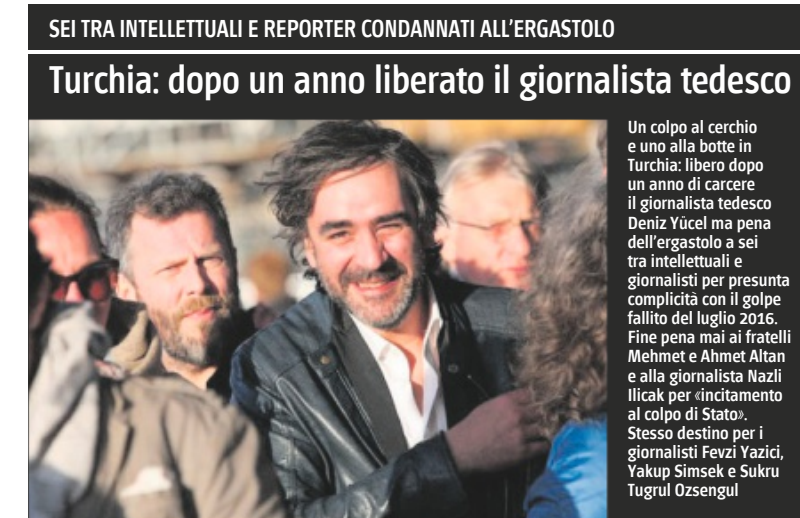 SEI TRA INTELLETTUALI E REPORTER CONDANNATI ALL'ERGASTOLO
Turchia: dopo un anno liberato il giornalista tedesco
Un colpo al cerchio
e uno alla botte in
Turchia: libero dopo
un anno di carcere
il giornalista tedesco
Deniz Yücel ma pena
dell'ergastolo a sei
tra intellettuali e
giornalisti per presunta
complicità con il golpe
fallito del luglio 2016.
Fine pena mai ai fratelli
Mehmet e Ahmet Altan
e alla giornalista Nazli
Ilicak per «incitamento
al colpo di Stato».
Stesso destino per i
giornalisti Fevzi Yazici,
Yakup Simsek e Sukru
Tugrul Ozsengul